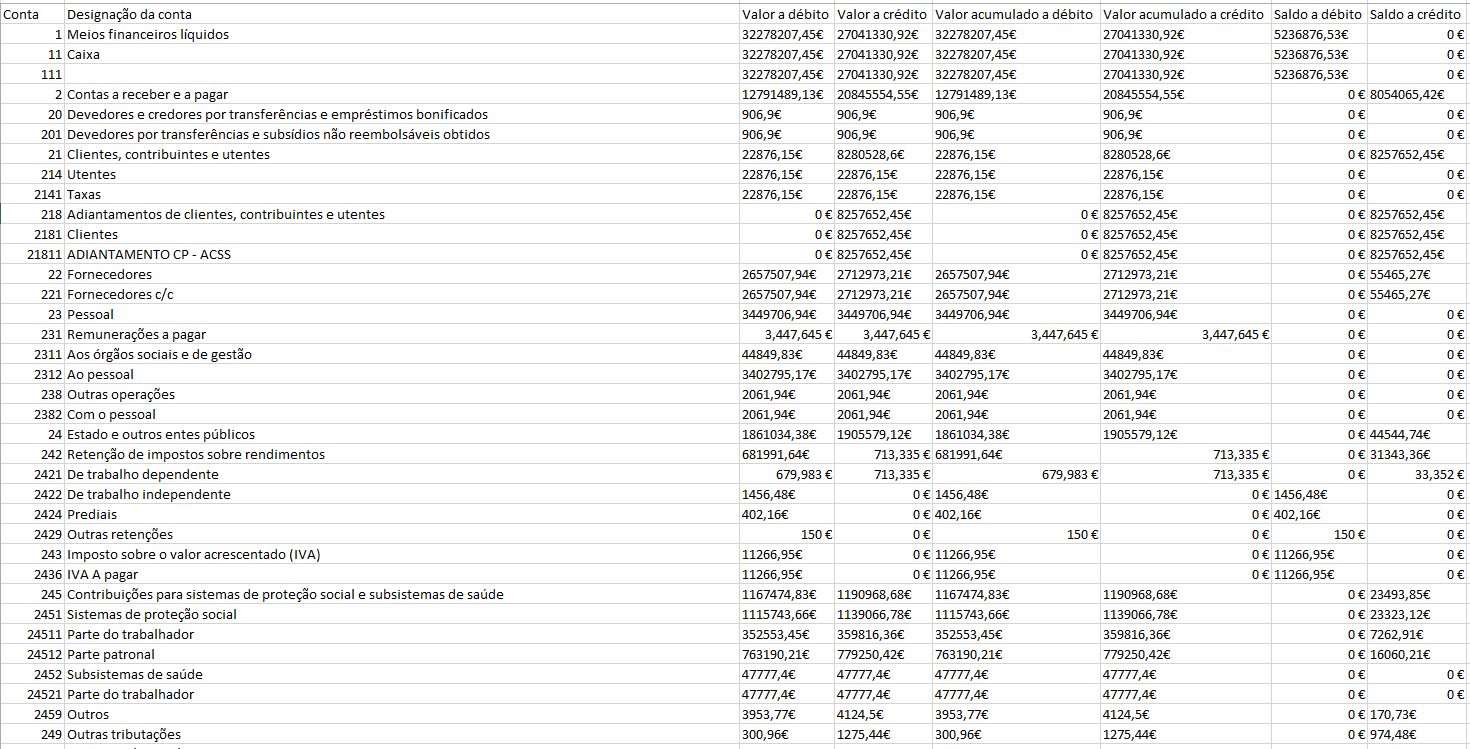 Conta Designação da conta Valor a débito Valor a crédito Valor acumulado a débito Valor acumulado a crédito Saldo a débito Saldo a crédito
1 Meios financeiros líquidos 32278207,45€ 27041330,92€ 32278207,45€ 27041330,92€ 5236876,53€ 0 €
11 Caixa 32278207,45€ 27041330,92€ 32278207,45€ 27041330,92€ 5236876,53€ 0 €
111 32278207,45€ 27041330,92€ 32278207,45€ 27041330,92€ 5236876,53€ 0 €
2 Contas a receber e a pagar 12791489,13€ 20845554,55€ 12791489,13€ 20845554,55€ 0 € 8054065,42€
20 Devedores e credores por transferências e empréstimos bonificados 906,9€ 906,9€ 906,9€ 906,9€ 0 € 0 €
201 Devedores por transferências e subsídios não reembolsáveis obtidos 906,9€ 906,9€ 906,9€ 906,9€ 0 € 0 €
21 Clientes, contribuintes e utentes 22876,15€ 8280528,6€ 22876,15€ 8280528,6€ 0 € 8257652,45€
214 Utentes 22876,15€ 22876,15€ 22876,15€ 22876,15€ 0 € 0 €
2141 Taxas 22876,15€ 22876,15€ 22876,15€ 22876,15€ 0 € 0 €
218 Adiantamentos de clientes, contribuintes e utentes 0 € 8257652,45€ 0 € 8257652,45€ 0 € 8257652,45€
2181 Clientes 0 € 8257652,45€ 0 € 8257652,45€ 0 € 8257652,45€
21811 ADIANTAMENTO CP - ACSS 0 € 8257652,45€ 0 € 8257652,45€ 0 € 8257652,45€
22 Fornecedores 2657507,94€ 2712973,21€ 2657507,94€ 2712973,21€ 0 € 55465,27€
221 Fornecedores c/c 2657507,94€ 2712973,21€ 2657507,94€ 2712973,21€ 0 € 55465,27€
23 Pessoal 3449706,94€ 3449706,94€ 3449706,94€ 3449706,94€ 0 € 0 €
231 Remunerações a pagar 3,447,645 € 3,447,645 € 3,447,645 € 3,447,645 € 0 € 0 €
2311 Aos órgãos sociais e de gestão 44849,83€ 44849,83€ 44849,83€ 44849,83€ 0 € 0 €
2312 Ao pessoal 3402795,17€ 3402795,17€ 3402795,17€ 3402795,17€ 0 € 0 €
238 Outras operações 2061,94€ 2061,94€ 2061,94€ 2061,94€ 0 € 0 €
2382 Com o pessoal 2061,94€ 2061,94€ 2061,94€ 2061,94€ 0 € 0 €
24 Estado e outros entes públicos 1861034,38€ 1905579,12€ 1861034,38€ 1905579,12€ 0 € 44544,74€
242 Retenção de impostos sobre rendimentos 681991,64€ 713,335 € 681991,64€ 713,335 € 0 € 31343,36€
2421 De trabalho dependente 679,983 € 713,335 € 679,983 € 713,335 € 0 € 33,352 €
2422 De trabalho independente 1456,48€ 0 € 1456,48€ 0 € 1456,48€ 0 €
2424 Prediais 402,16€ 0 € 402,16€ 0 € 402,16€ 0 €
2429 Outras retenções 150 € 0 € 150 € 0 € 150 € 0 €
243 Imposto sobre o valor acrescentado (IVA) 11266,95€ 0 € 11266,95€ 0 € 11266,95€ 0 €
2436 IVA A pagar 11266,95€ 0 € 11266,95€ 0 € 11266,95€ 0 €
245 Contribuições para sistemas de proteção social e subsistemas de saúde 1167474,83€ 1190968,68€ 1167474,83€ 1190968,68€ 0 € 23493,85€
2451 Sistemas de proteção social 1115743,66€ 1139066,78€ 1115743,66€ 1139066,78€ 0 € 23323,12€
24511 Parte do trabalhador 352553,45€ 359816,36€ 352553,45€ 359816,36€ 0 € 7262,91€
24512 Parte patronal 763190,21€ 779250,42€ 763190,21€ 779250,42€ 0 € 16060,21€
2452 Subsistemas de saúde 47777,4€ 47777,4€ 47777,4€ 47777,4€ 0 € 0 €
24521 Parte do trabalhador 47777,4€ 47777,4€ 47777,4€ 47777,4€ 0 € 0 €
2459 Outros 3953,77€ 4124,5€ 3953,77€ 4124,5€ 0 € 170,73€
249 Outras tributações 300,96€ 1275,44€ 300,96€ 1275,44€ 0 € 974,48€